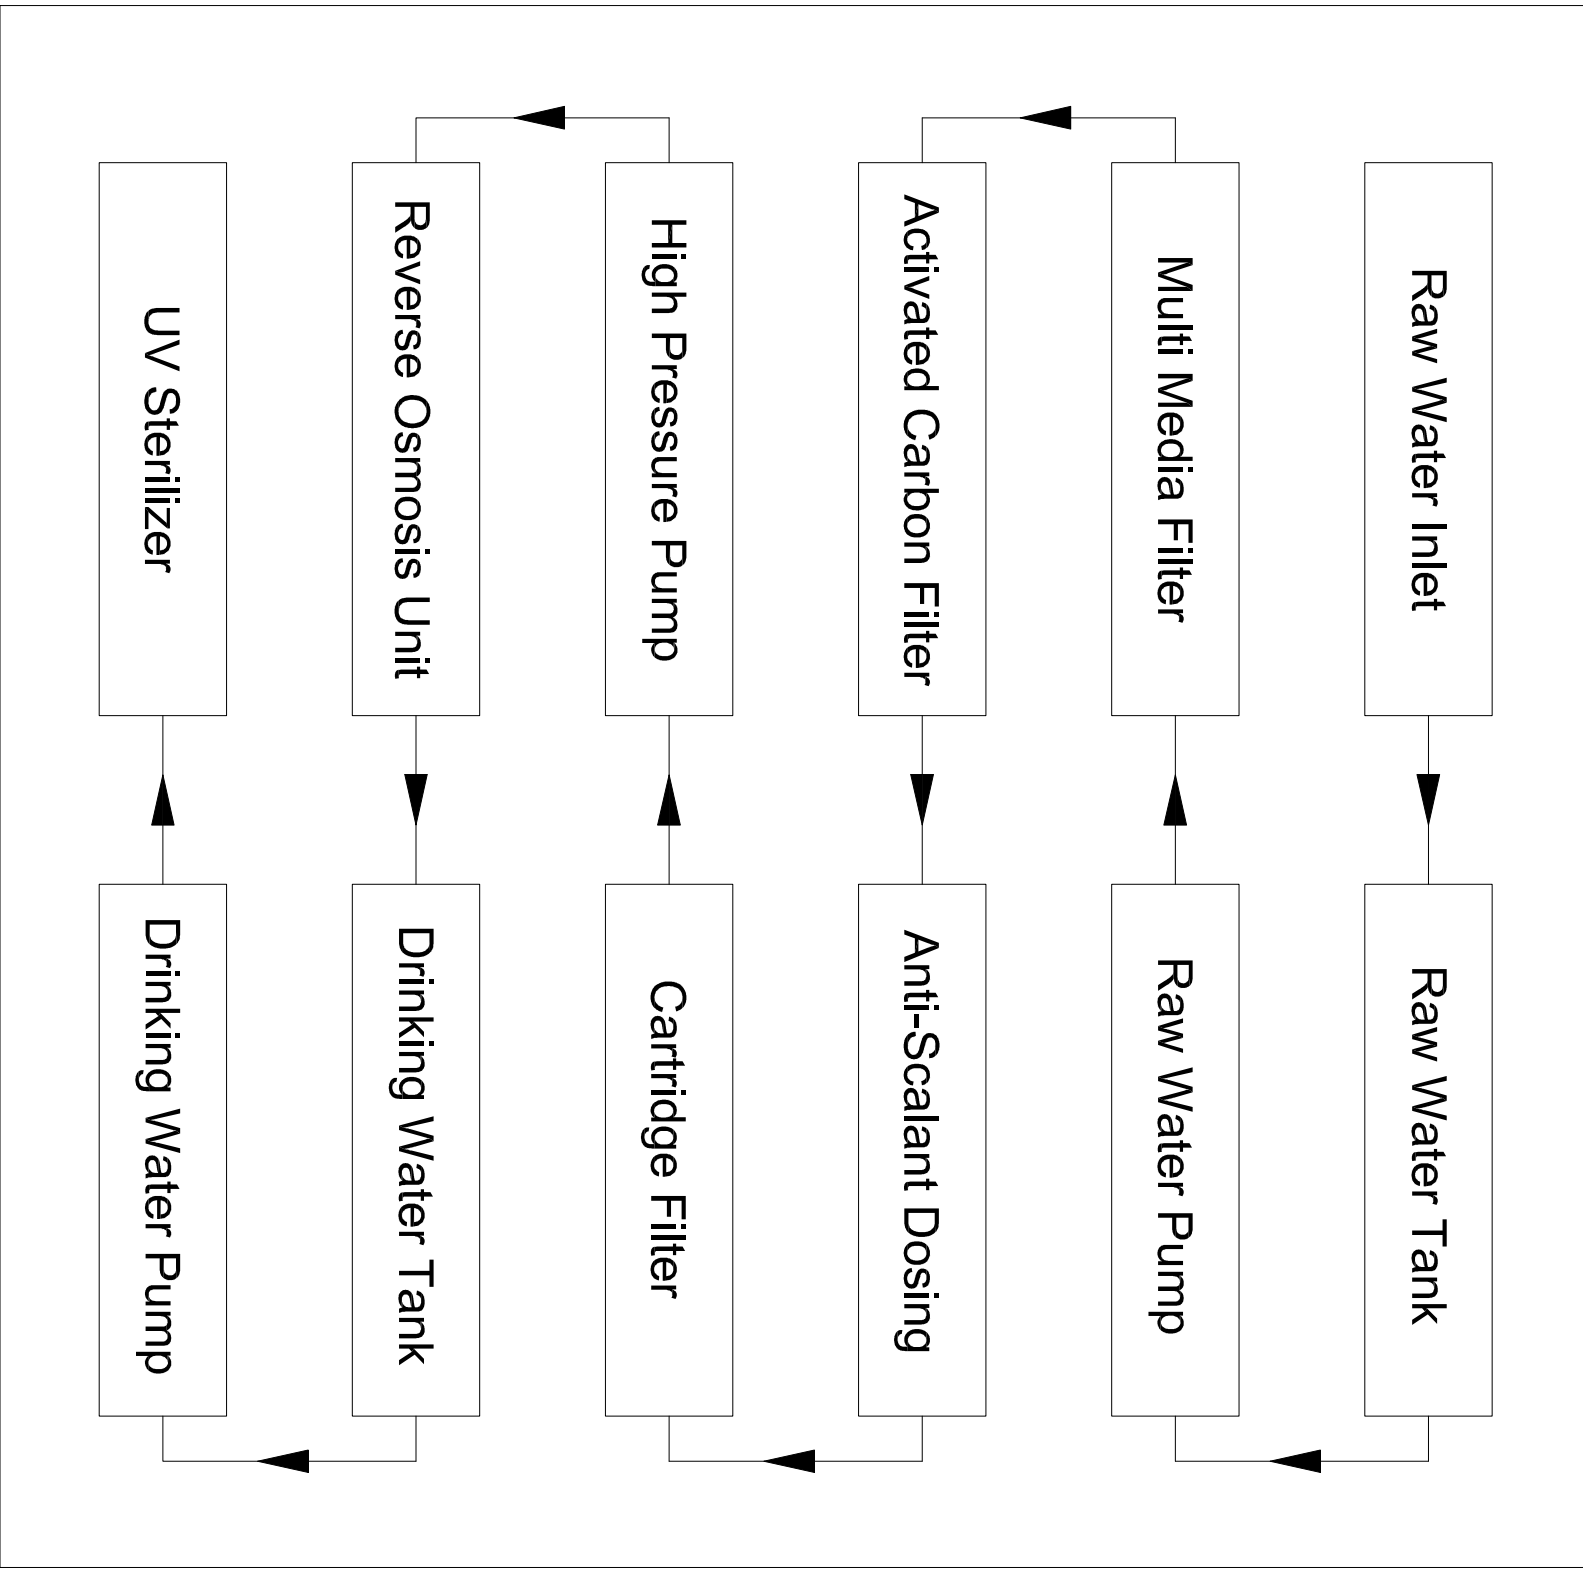 Raw Water Inlet
Raw Water Tank
Multi Media Filter
Raw Water Pump
Activated Carbon Filter
Anti-Scalant Dosing
High Pressure Pump
Cartridge Filter
Reverse Osmosis Unit
Drinking Water Tank
UV Sterilizer
Drinking Water Pump